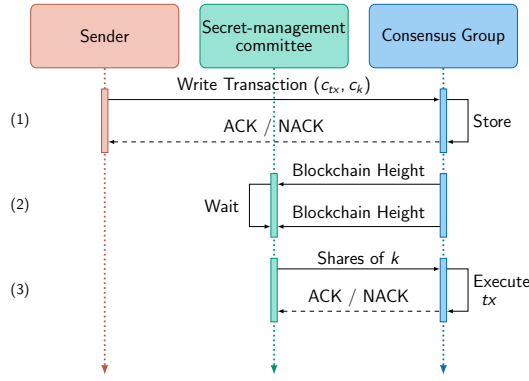 Sender
Secret-management
committee
Consensus Group
Write Transaction (c_tx, c_k)
(1)
Store
ACK / NACK
Blockchain Height
(2)
Wait
Blockchain Height
Shares of k
(3)
Execute
tx
ACK / NACK